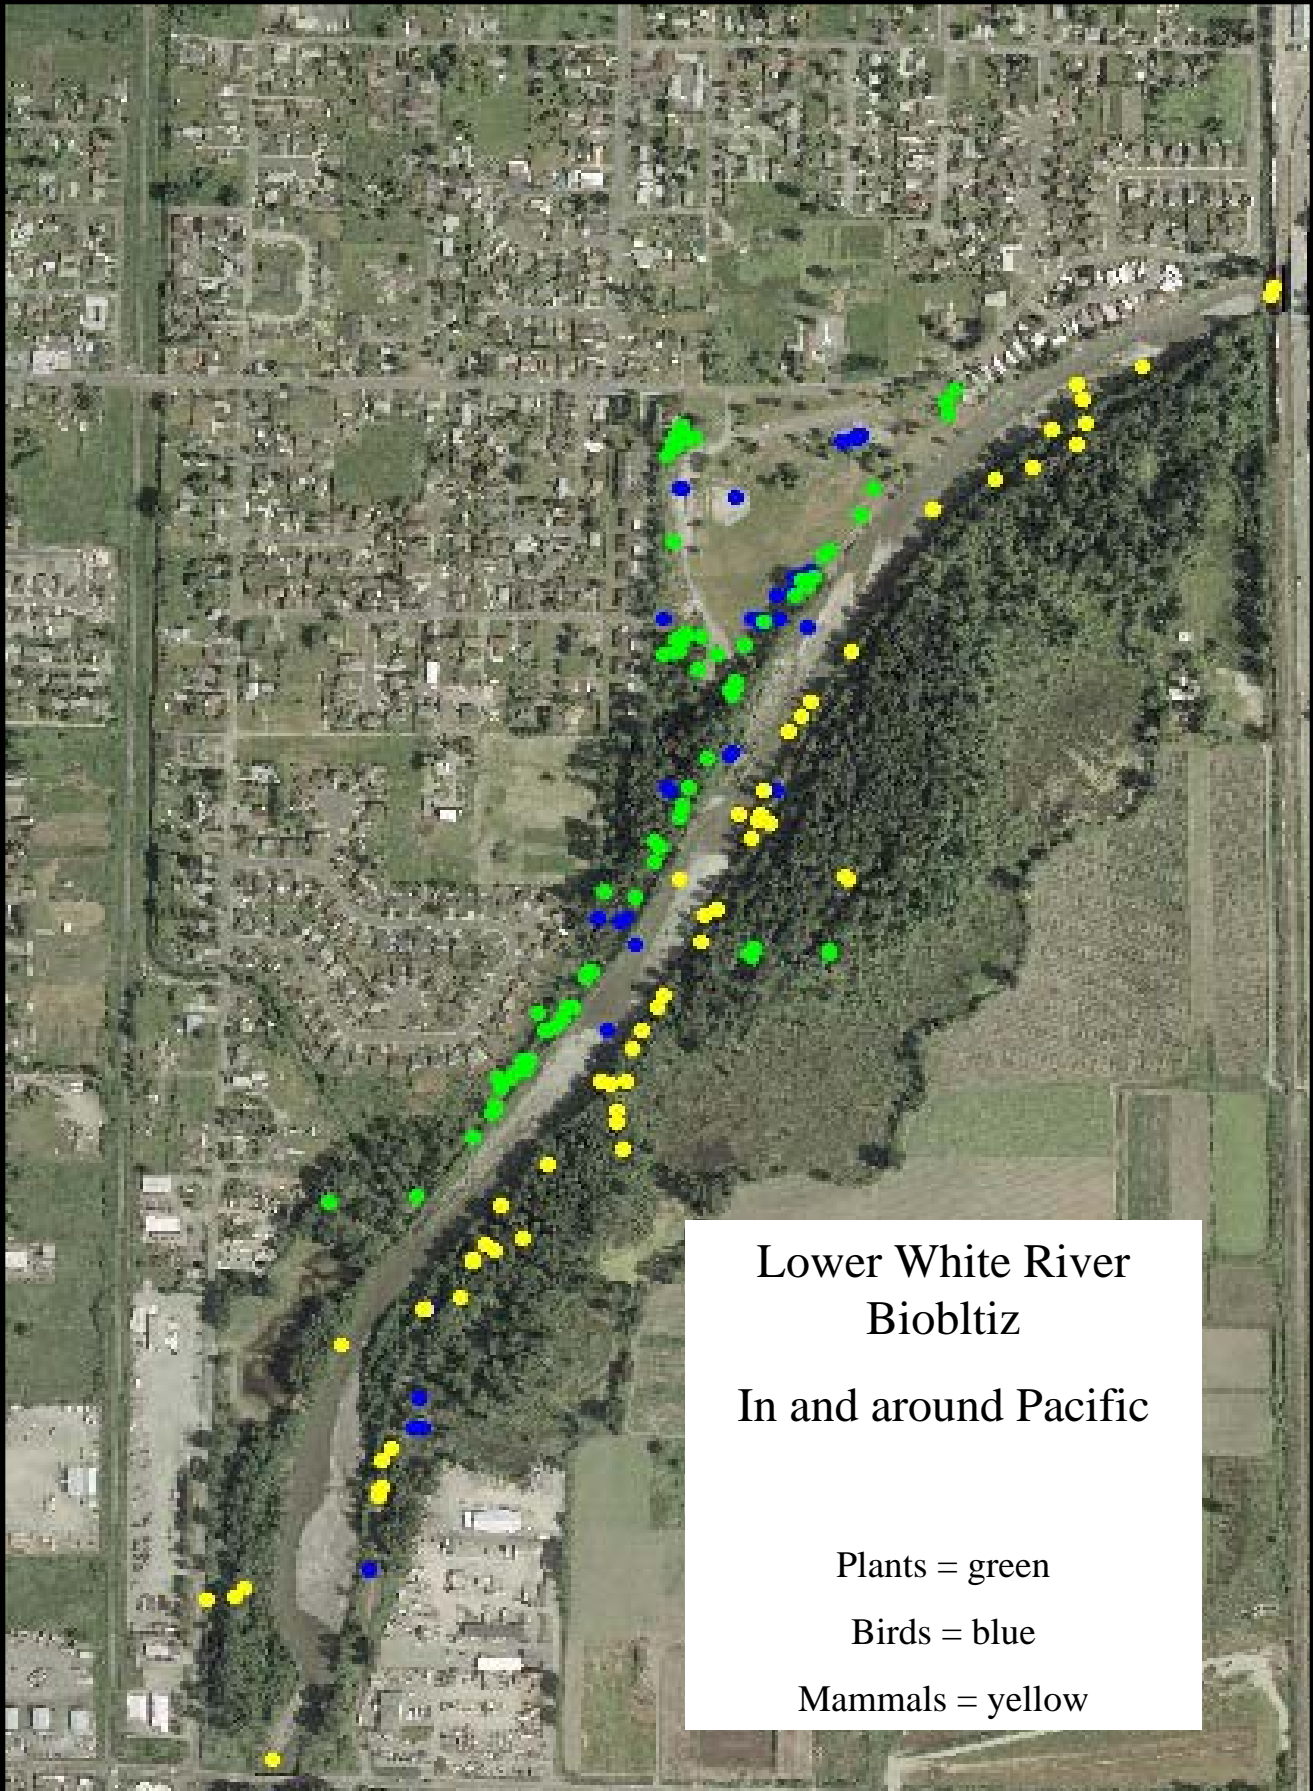 Lower White River
Biobltiz
In and around Pacific
Plants = green
Birds = blue
Mammals = yellow